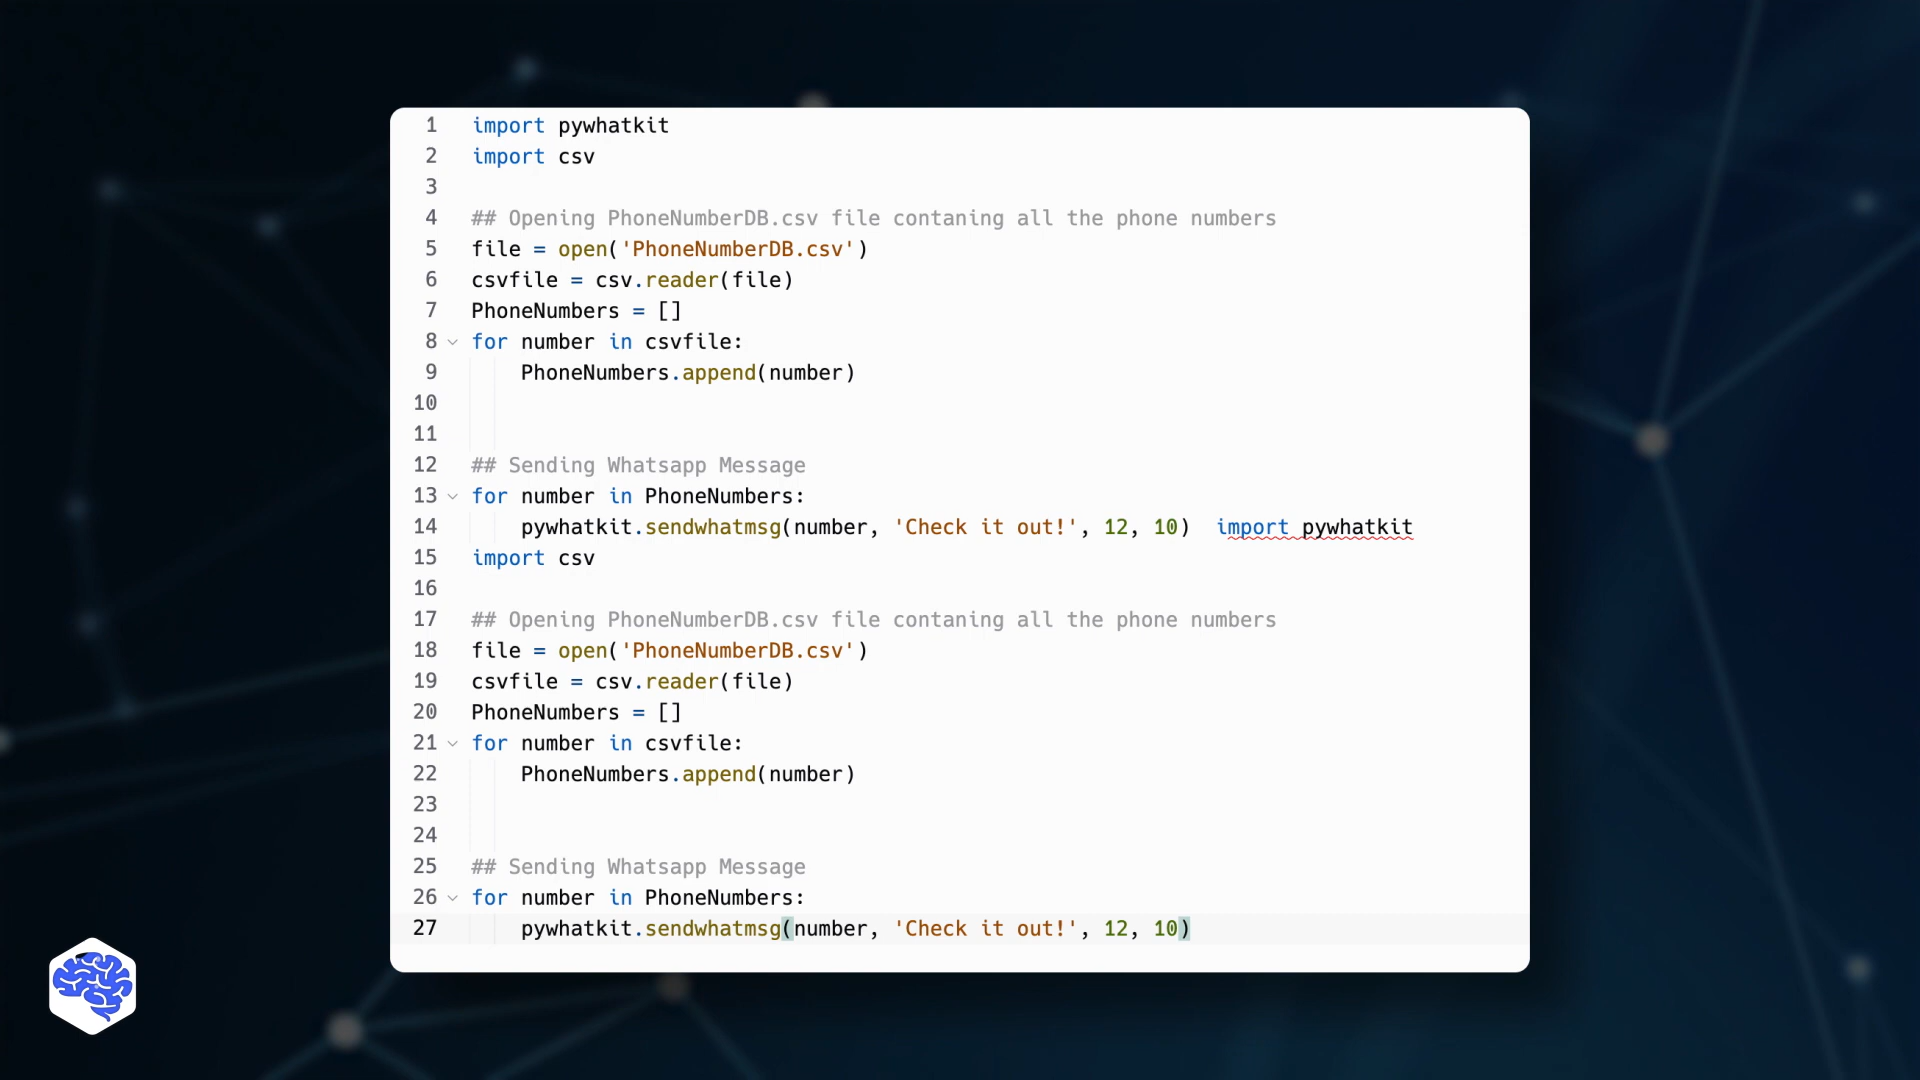 1 import pywhatkit
2 import csv
3
4 ## Opening PhoneNumberDB.csv file contaning all the phone numbers
5 file = open('PhoneNumberDB.csv')
6 csvfile = csv.reader(file)
7 PhoneNumbers = []
8 for number in csvfile:
9     PhoneNumbers.append(number)
10
11
12 ## Sending Whatsapp Message
13 for number in PhoneNumbers:
14     pywhatkit.sendwhatmsg(number, 'Check it out!', 12, 10)  import pywhatkit
15 import csv
16
17 ## Opening PhoneNumberDB.csv file contaning all the phone numbers
18 file = open('PhoneNumberDB.csv')
19 csvfile = csv.reader(file)
20 PhoneNumbers = []
21 for number in csvfile:
22     PhoneNumbers.append(number)
23
24
25 ## Sending Whatsapp Message
26 for number in PhoneNumbers:
27     pywhatkit.sendwhatmsg(number, 'Check it out!', 12, 10)